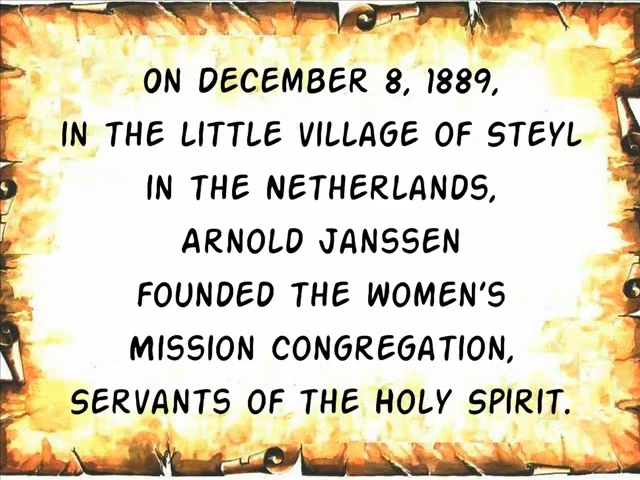 ON DECEMBER 8, 1889,
IN THE LITTLE VILLAGE OF STEYL
IN THE NETHERLANDS,
ARNOLD JANSSEN
FOUNDED THE WOMEN'S
MISSION CONGREGATION,
SERVANTS OF THE HOLY SPIRIT.